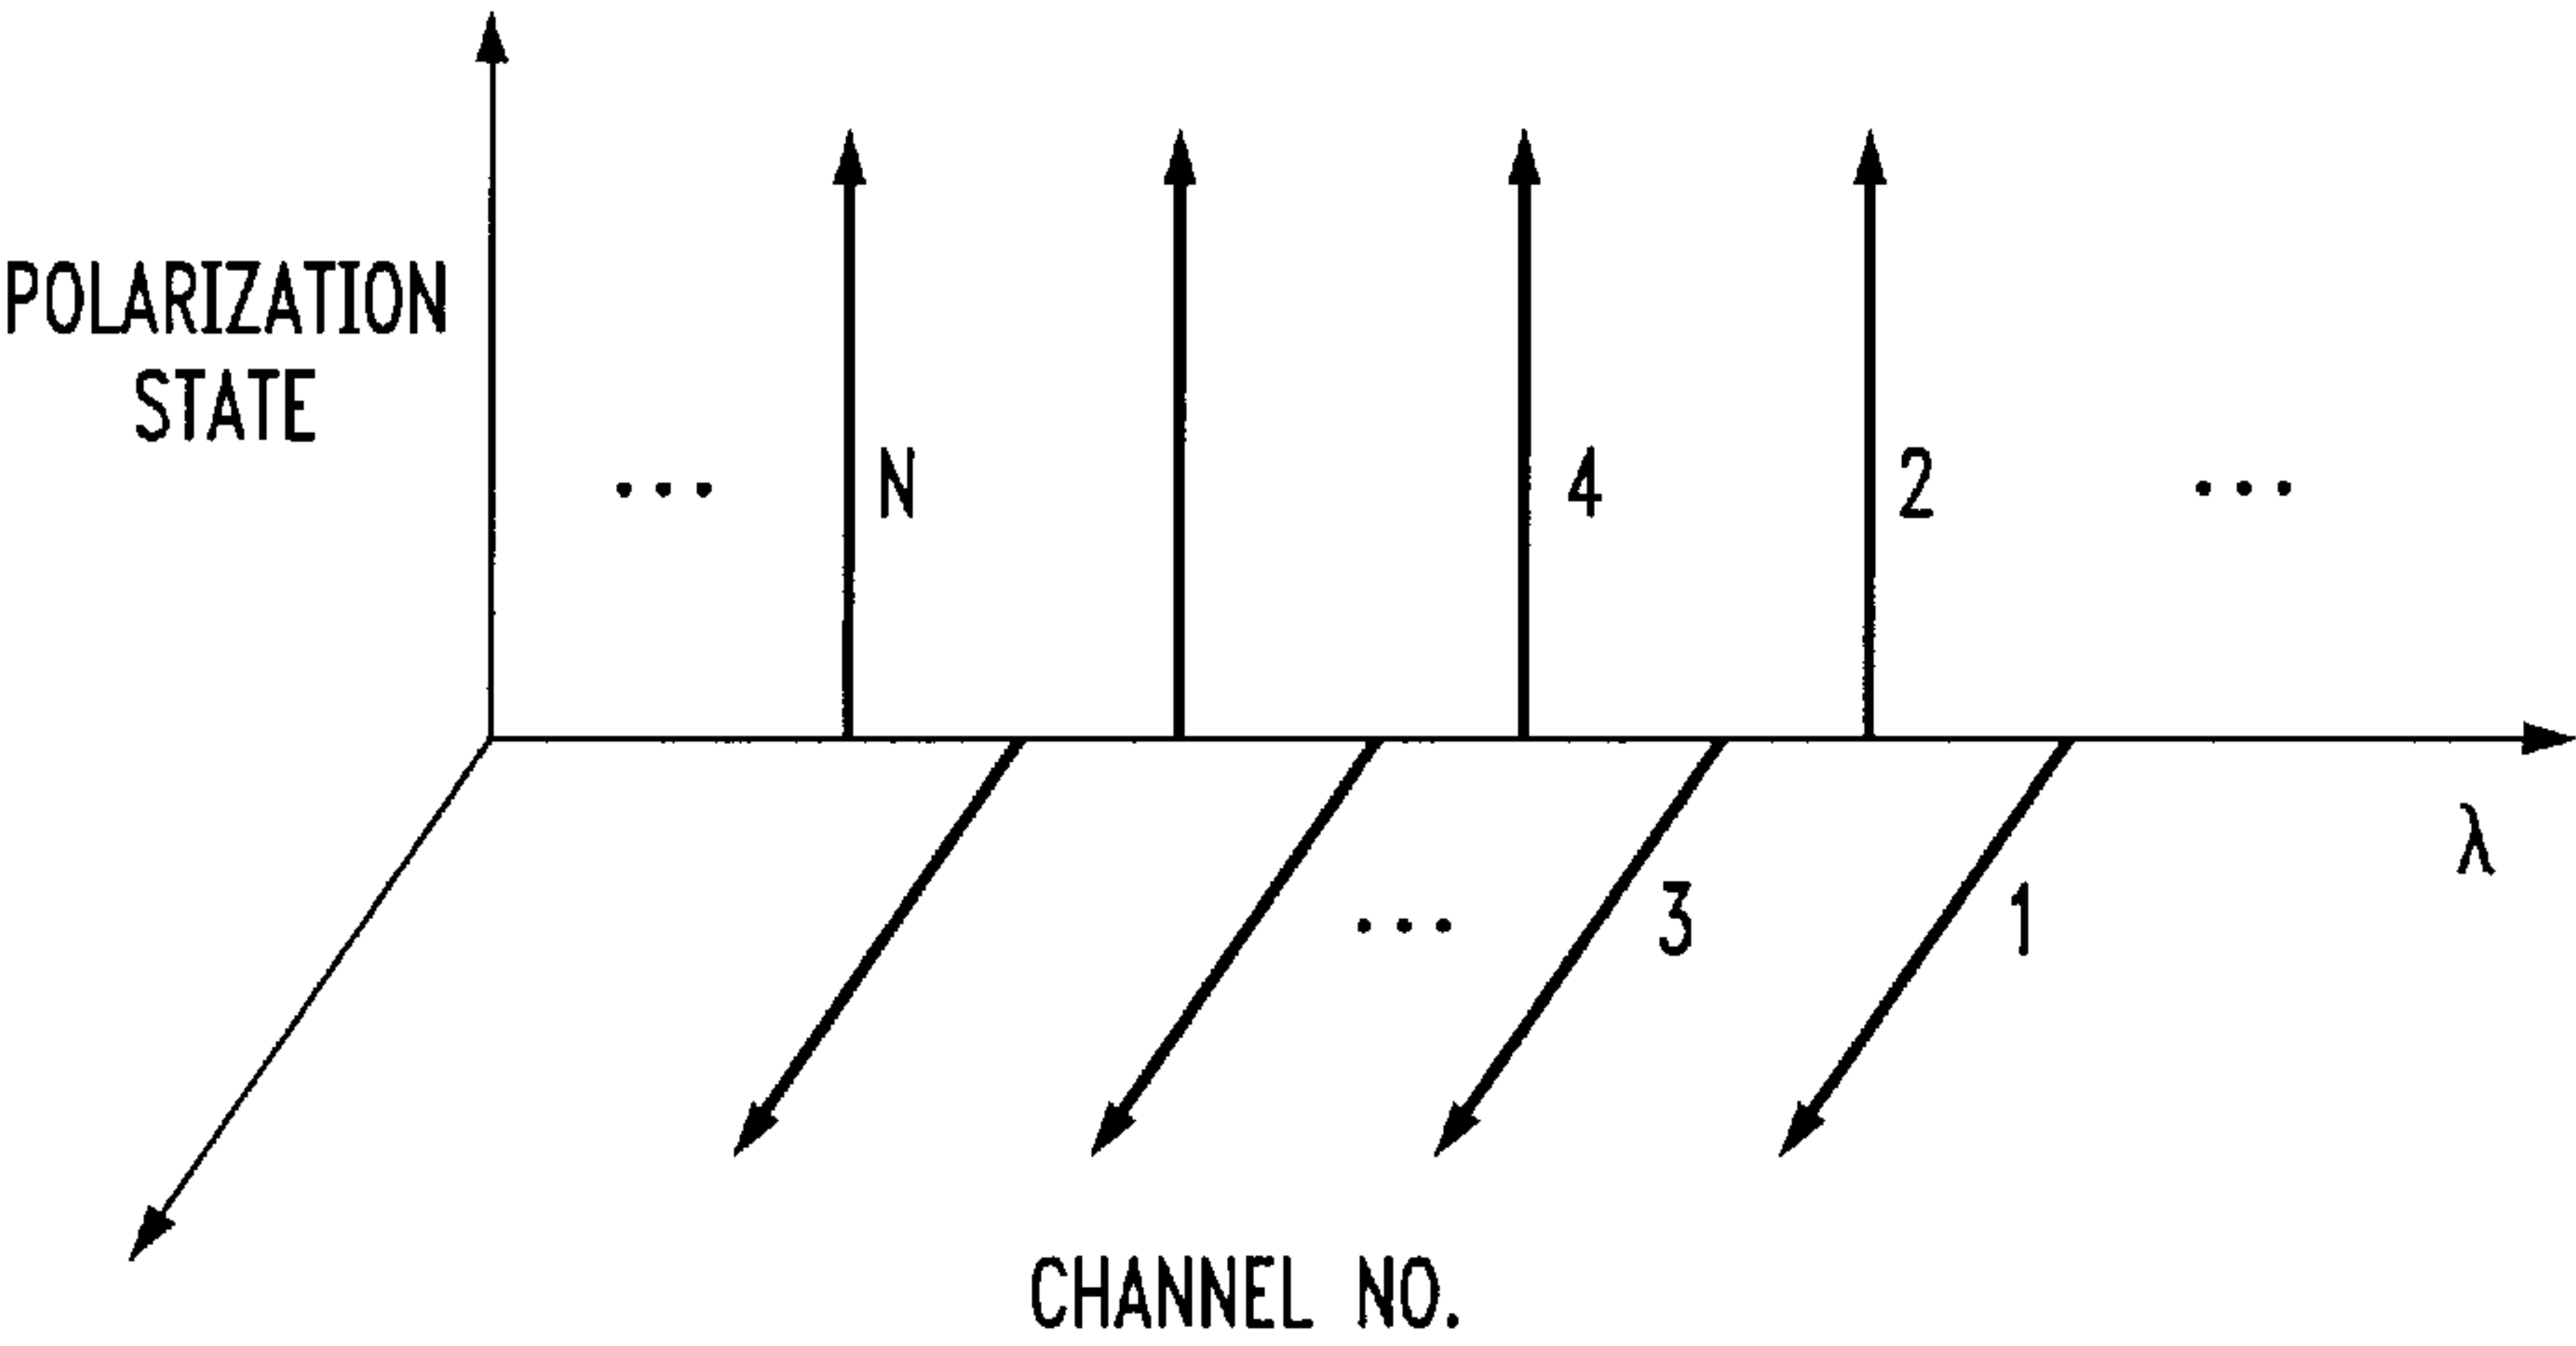 POLARIZATION
STATE
... N 4 2 ...
λ
... 3 1
CHANNEL NO.